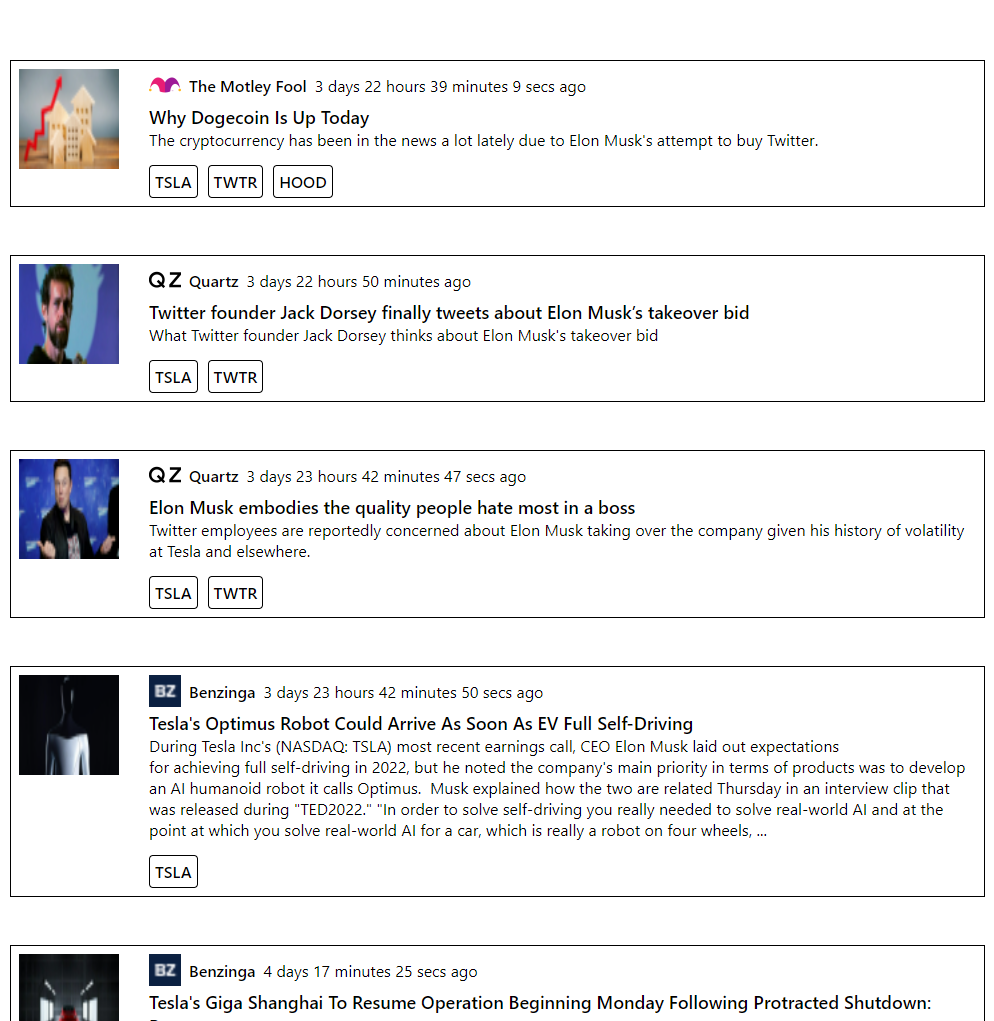 The Motley Fool 3 days 22 hours 39 minutes 9 secs ago
Why Dogecoin Is Up Today
The cryptocurrency has been in the news a lot lately due to Elon Musk's attempt to buy Twitter.
TSLA TWTR HOOD
QZ Quartz 3 days 22 hours 50 minutes ago
Twitter founder Jack Dorsey finally tweets about Elon Musk’s takeover bid
What Twitter founder Jack Dorsey thinks about Elon Musk's takeover bid
TSLA TWTR
QZ Quartz 3 days 23 hours 42 minutes 47 secs ago
Elon Musk embodies the quality people hate most in a boss
Twitter employees are reportedly concerned about Elon Musk taking over the company given his history of volatility
at Tesla and elsewhere.
TSLA TWTR
BZ Benzinga 3 days 23 hours 42 minutes 50 secs ago
Tesla's Optimus Robot Could Arrive As Soon As EV Full Self-Driving
During Tesla Inc's (NASDAQ: TSLA) most recent earnings call, CEO Elon Musk laid out expectations
for achieving full self-driving in 2022, but he noted the company's main priority in terms of products was to develop
an AI humanoid robot it calls Optimus.  Musk explained how the two are related Thursday in an interview clip that
was released during "TED2022." "In order to solve self-driving you really needed to solve real-world AI and at the
point at which you solve real-world AI for a car, which is really a robot on four wheels, ...
TSLA
BZ Benzinga 4 days 17 minutes 25 secs ago
Tesla's Giga Shanghai To Resume Operation Beginning Monday Following Protracted Shutdown: